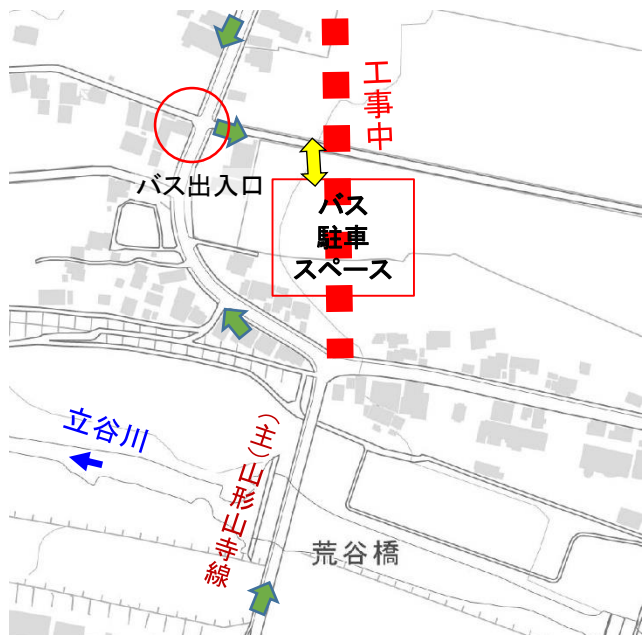 工事中
バス出入口
バス
駐車
スペース
立谷川
(主)山形山寺線
荒谷橋